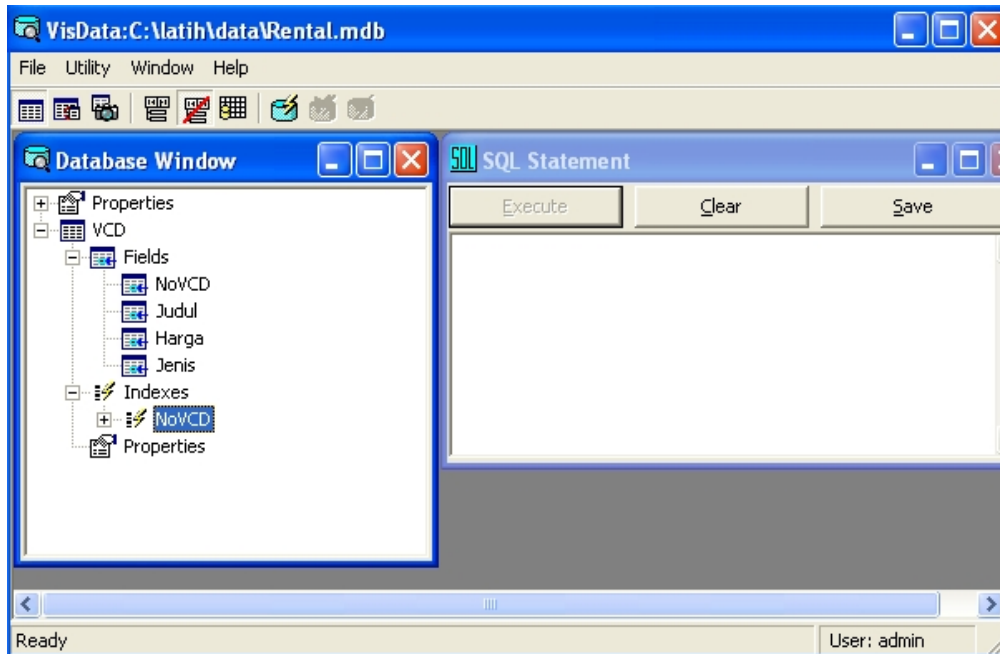 VisData:C:\latih\data\Rental.mdb
File Utility Window Help
Database Window
Properties
VCD
Fields
NoVCD
Judul
Harga
Jenis
Indexes
NoVCD
Properties
SQL SQL Statement
Execute Clear Save
Ready User: admin